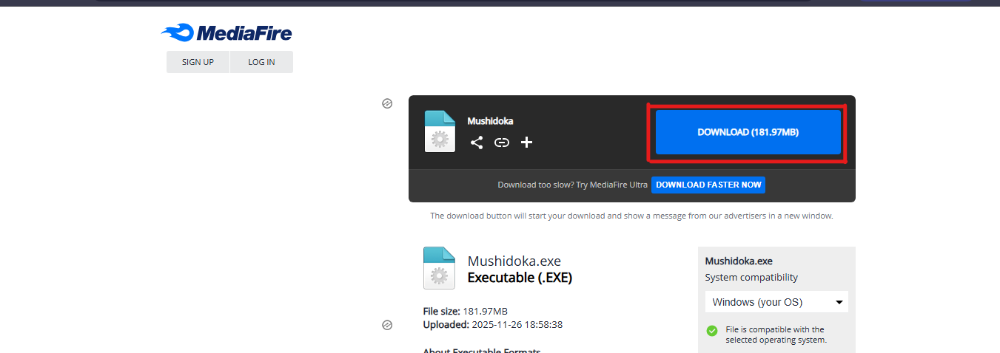 MediaFire
SIGN UP
LOG IN
Mushidoka
DOWNLOAD (181.97MB)
Download too slow? Try MediaFire Ultra
DOWNLOAD FASTER NOW
The download button will start your download and show a message from our advertisers in a new window.
Mushidoka.exe
Executable (.EXE)
File size: 181.97MB
Uploaded: 2025-11-26 18:58:38
About Executable Formats
Mushidoka.exe
System compatibility
Windows (your OS)
File is compatible with the
selected operating system.